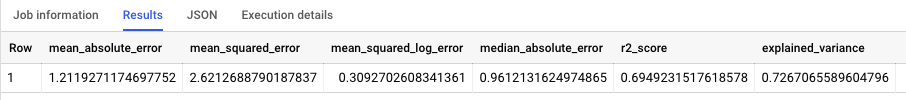 Job information Results JSON Execution details
Row mean_absolute_error mean_squared_error mean_squared_log_error median_absolute_error r2_score explained_variance
1 1.2119271174697752 2.6212688790187837 0.3092702608341361 0.9612131624974865 0.6949231517618578 0.7267065589604796